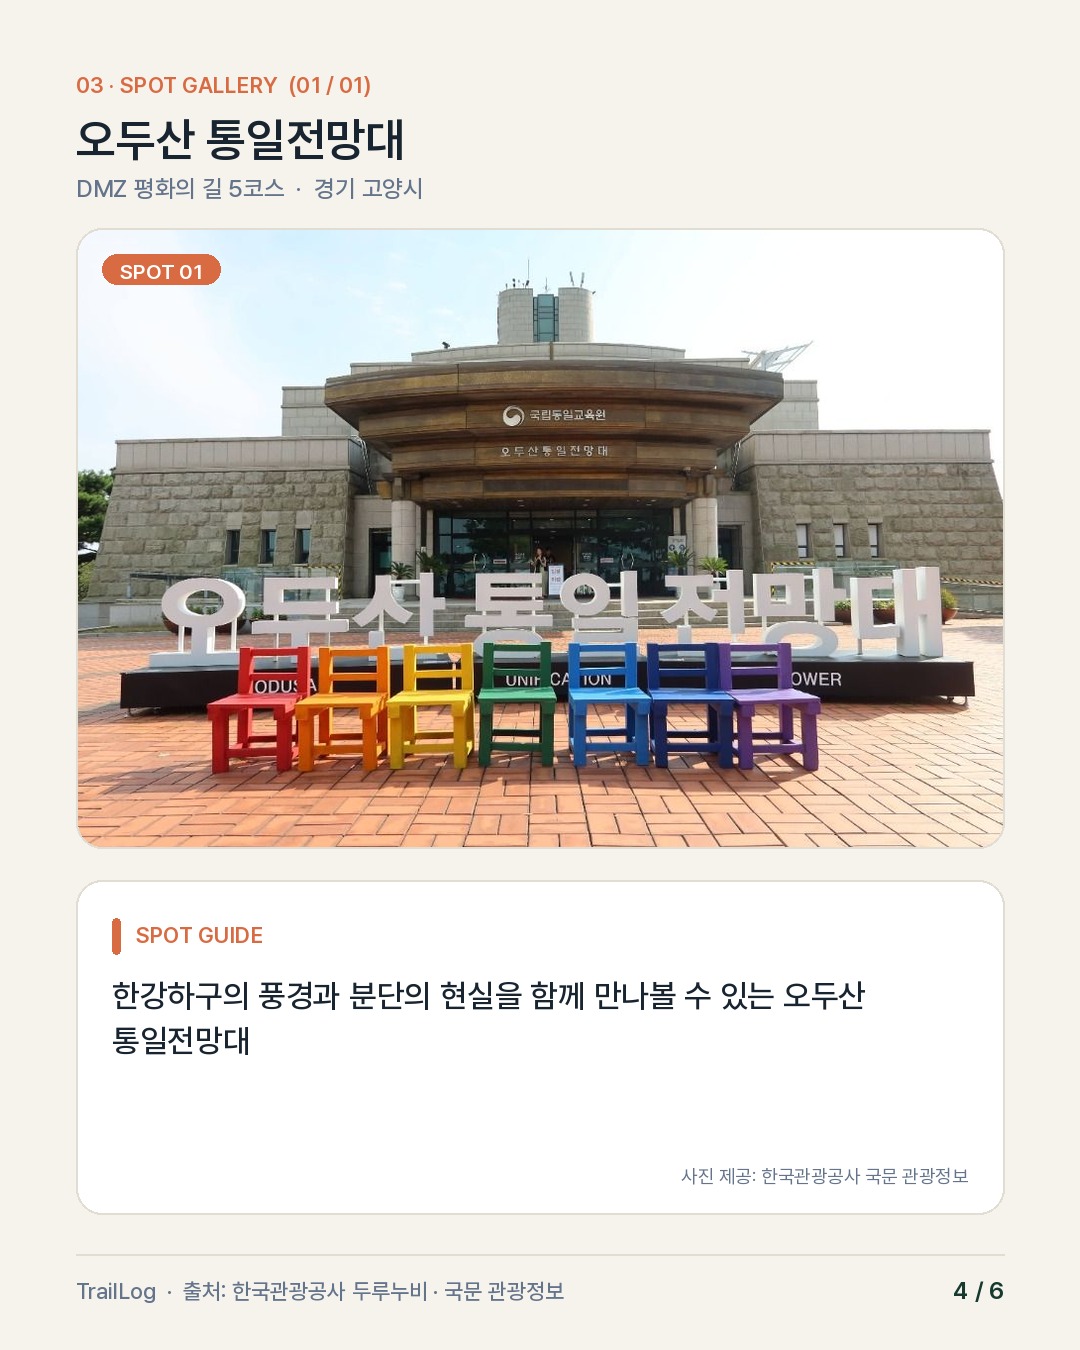 03 · SPOT GALLERY (01 / 01)
오두산 통일전망대
DMZ 평화의 길 5코스 · 경기 고양시
SPOT 01
국립통일교육원
오두산통일전망대
오두산 통일 전망대
ODUSA UNIFICATION OWER
SPOT GUIDE
한강하구의 풍경과 분단의 현실을 함께 만나볼 수 있는 오두산
통일전망대
사진 제공: 한국관광공사 국문 관광정보
TrailLog · 출처: 한국관광공사 두루누비 · 국문 관광정보
4 / 6